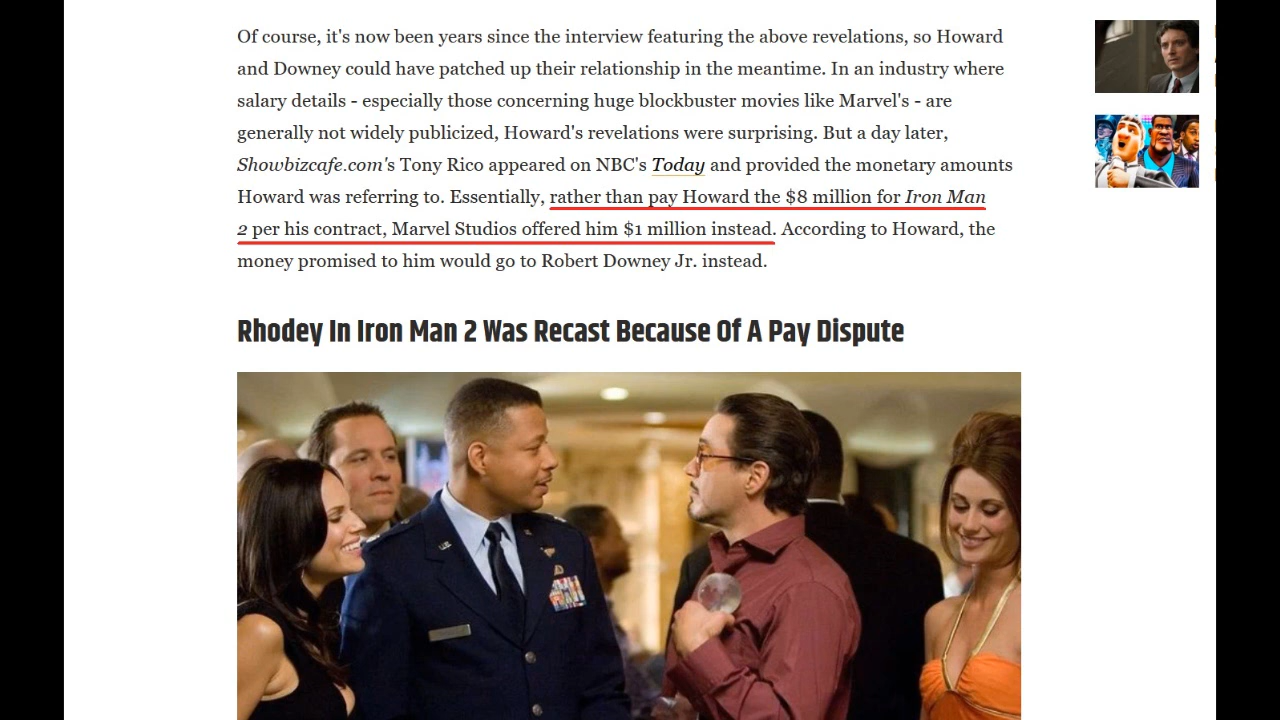 Of course, it's now been years since the interview featuring the above revelations, so Howard
and Downey could have patched up their relationship in the meantime. In an industry where
salary details - especially those concerning huge blockbuster movies like Marvel's - are
generally not widely publicized, Howard's revelations were surprising. But a day later,
Showbizcafe.com's Tony Rico appeared on NBC's Today and provided the monetary amounts
Howard was referring to. Essentially, rather than pay Howard the $8 million for Iron Man
2 per his contract, Marvel Studios offered him $1 million instead. According to Howard, the
money promised to him would go to Robert Downey Jr. instead.
Rhodey In Iron Man 2 Was Recast Because Of A Pay Dispute